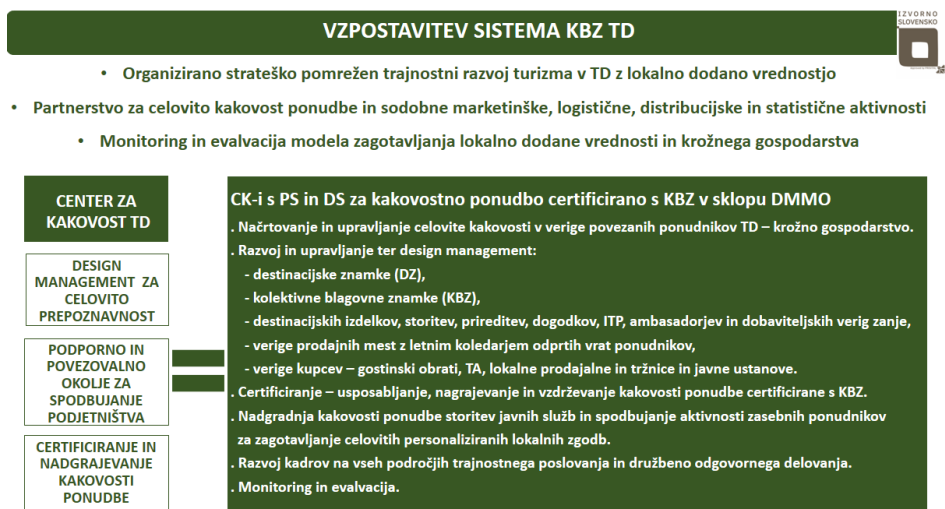 VZPOSTAVITEV SISTEMA KBZ TD
IZVORNO
SLOVENSKO
• Organizirano strateško pomrežen trajnostni razvoj turizma v TD z lokalno dodano vrednostjo
• Partnerstvo za celovito kakovost ponudbe in sodobne marketinške, logistične, distribucijske in statistične aktivnosti
• Monitoring in evalvacija modela zagotavljanja lokalno dodane vrednosti in krožnega gospodarstva
CENTER ZA
KAKOVOST TD
DESIGN
MANAGEMENT ZA
CELOVITO
PREPOZNAVNOST
PODPORNO IN
POVEZOVALNO
OKOLJE ZA
SPODBUJANJE
PODJETNIŠTVA
CERTIFICIRANJE IN
NADGRAJEVANJE
KAKOVOSTI
PONUDBE
CK-i s PS in DS za kakovostno ponudbo certificirano s KBZ v sklopu DMMO
. Načrtovanje in upravljanje celovite kakovosti v verige povezanih ponudnikov TD – krožno gospodarstvo.
. Razvoj in upravljanje ter design management:
- destinacijske znamke (DZ),
- kolektivne blagovne znamke (KBZ),
- destinacijskih izdelkov, storitev, prireditev, dogodkov, ITP, ambasadorjev in dobaviteljskih verig zanje,
- verige prodajnih mest z letnim koledarjem odprtih vrat ponudnikov,
- verige kupcev – gostinski obrati, TA, lokalne prodajalne in tržnice in javne ustanove.
. Certificiranje – usposabljanje, nagrajevanje in vzdrževanje kakovosti ponudbe certificirane s KBZ.
. Nadgradnja kakovosti ponudbe storitev javnih služb in spodbujanje aktivnosti zasebnih ponudnikov
za zagotavljanje celovitih personaliziranih lokalnih zgodb.
. Razvoj kadrov na vseh področjih trajnostnega poslovanja in družbeno odgovornega delovanja.
. Monitoring in evalvacija.